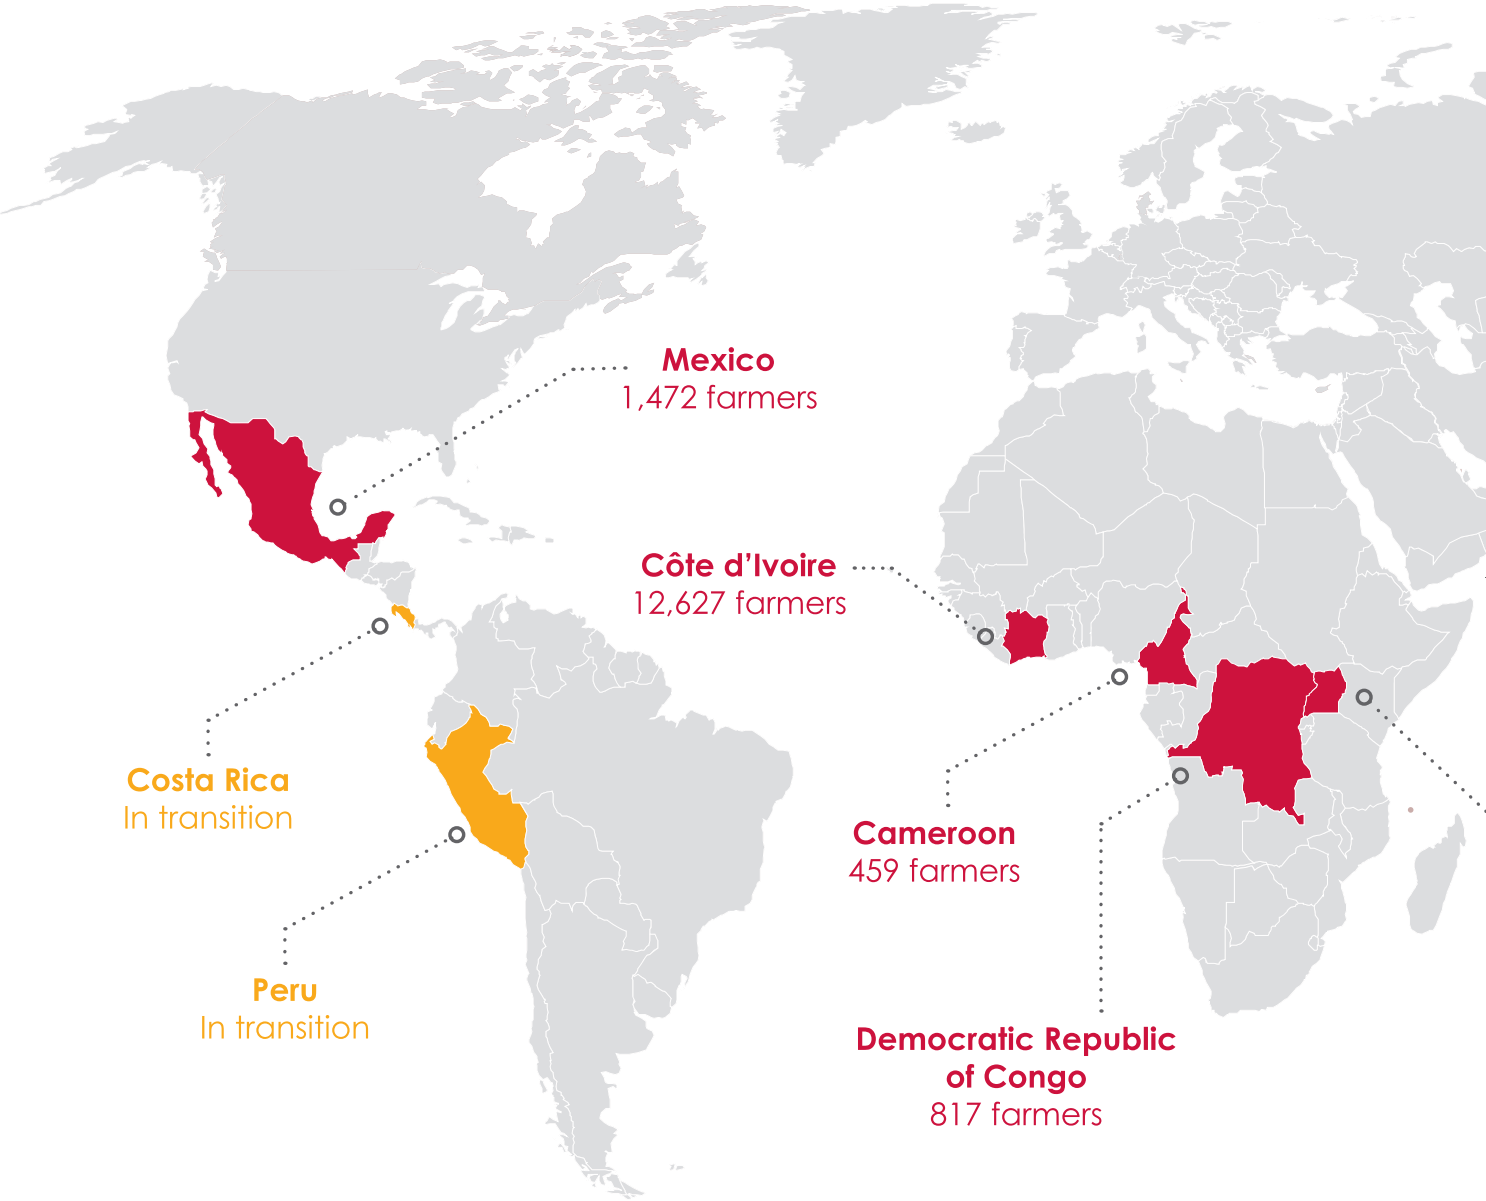 Mexico
1,472 farmers
Côte d’Ivoire
12,627 farmers
Costa Rica
In transition
Cameroon
459 farmers
Peru
In transition
Democratic Republic
of Congo
817 farmers